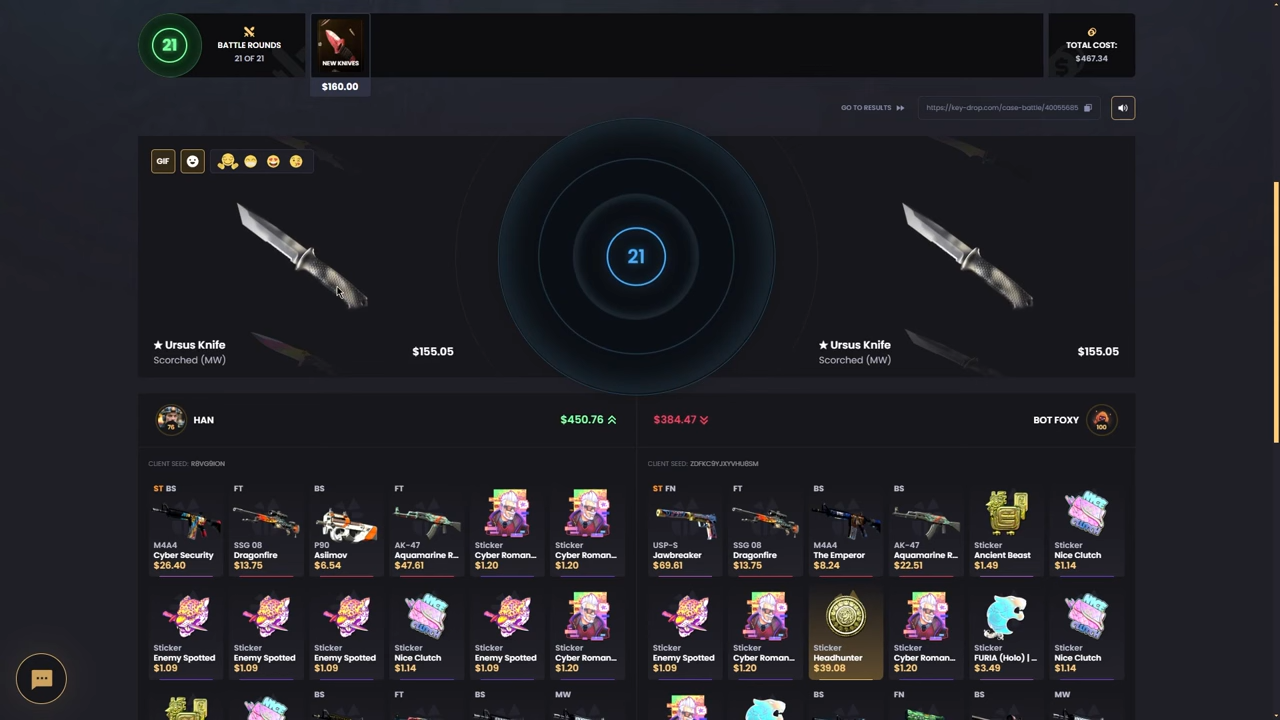 21
BATTLE ROUNDS
21 OF 21
NEW KNIVES
$160.00
TOTAL COST:
$467.34
GO TO RESULTS
https://key-drop.com/case-battle/40055685
GIF
21
★ Ursus Knife
Scorched (MW)
$155.05
★ Ursus Knife
Scorched (MW)
$155.05
76
HAN
$450.76
$384.47
BOT FOXY
100
CLIENT SEED: R8VG9ION
CLIENT SEED: ZDFKC9YJXYVHU8SM
ST BS
FT
BS
FT
ST FN
FT
BS
BS
M4A4
Cyber Security
$26.40
SSG 08
Dragonfire
$13.75
P90
Asiimov
$6.54
AK-47
Aquamarine R...
$47.61
Sticker
Cyber Roman...
$1.20
Sticker
Cyber Roman...
$1.20
USP-S
Jawbreaker
$69.61
SSG 08
Dragonfire
$13.75
M4A4
The Emperor
$8.24
AK-47
Aquamarine R...
$22.51
Sticker
Ancient Beast
$1.49
Sticker
Nice Clutch
$1.14
Sticker
Enemy Spotted
$1.09
Sticker
Enemy Spotted
$1.09
Sticker
Enemy Spotted
$1.09
Sticker
Nice Clutch
$1.14
Sticker
Enemy Spotted
$1.09
Sticker
Cyber Roman...
$1.20
Sticker
Enemy Spotted
$1.09
Sticker
Cyber Roman...
$1.20
Sticker
Headhunter
$39.08
Sticker
Cyber Roman...
$1.20
Sticker
FURIA (Holo) | ...
$3.49
Sticker
Nice Clutch
$1.14
FT
BS
FT
BS
MW
BS
FN
BS
MW